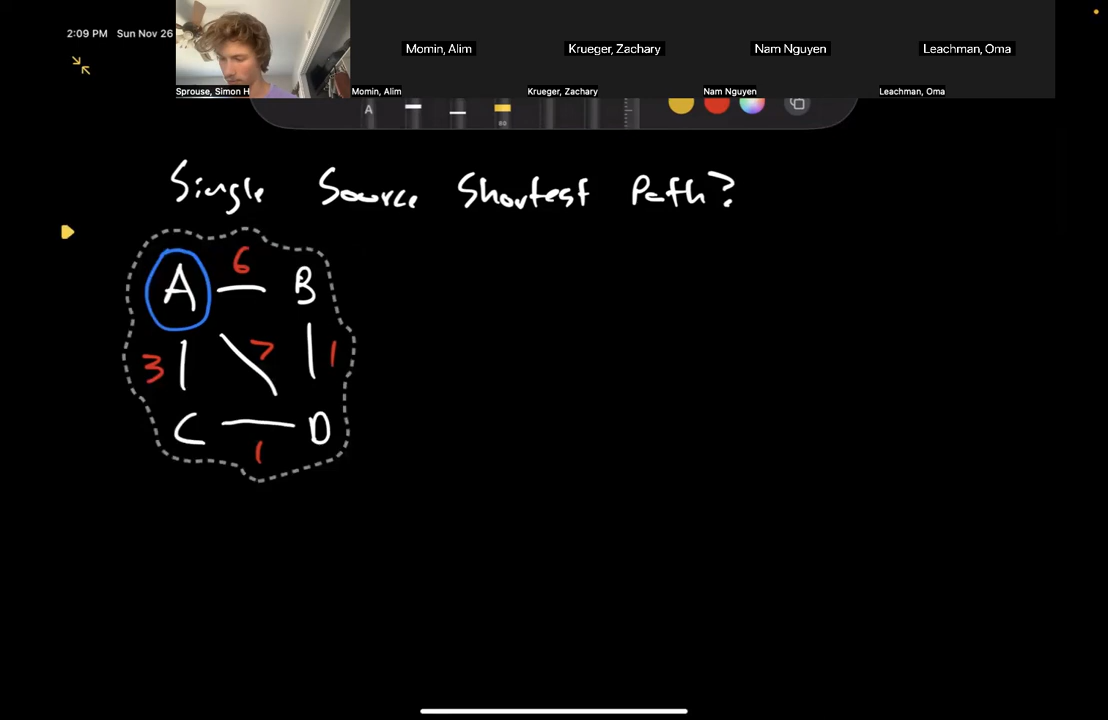 2:09 PM Sun Nov 26
Momin, Alim
Krueger, Zachary
Nam Nguyen
Leachman, Oma
Sprouse, Simon H
Momin, Alim
Krueger, Zachary
Nam Nguyen
Leachman, Oma
A
80
Single Source Shortest Path?
A 6 B
3 7 1
C 1 D